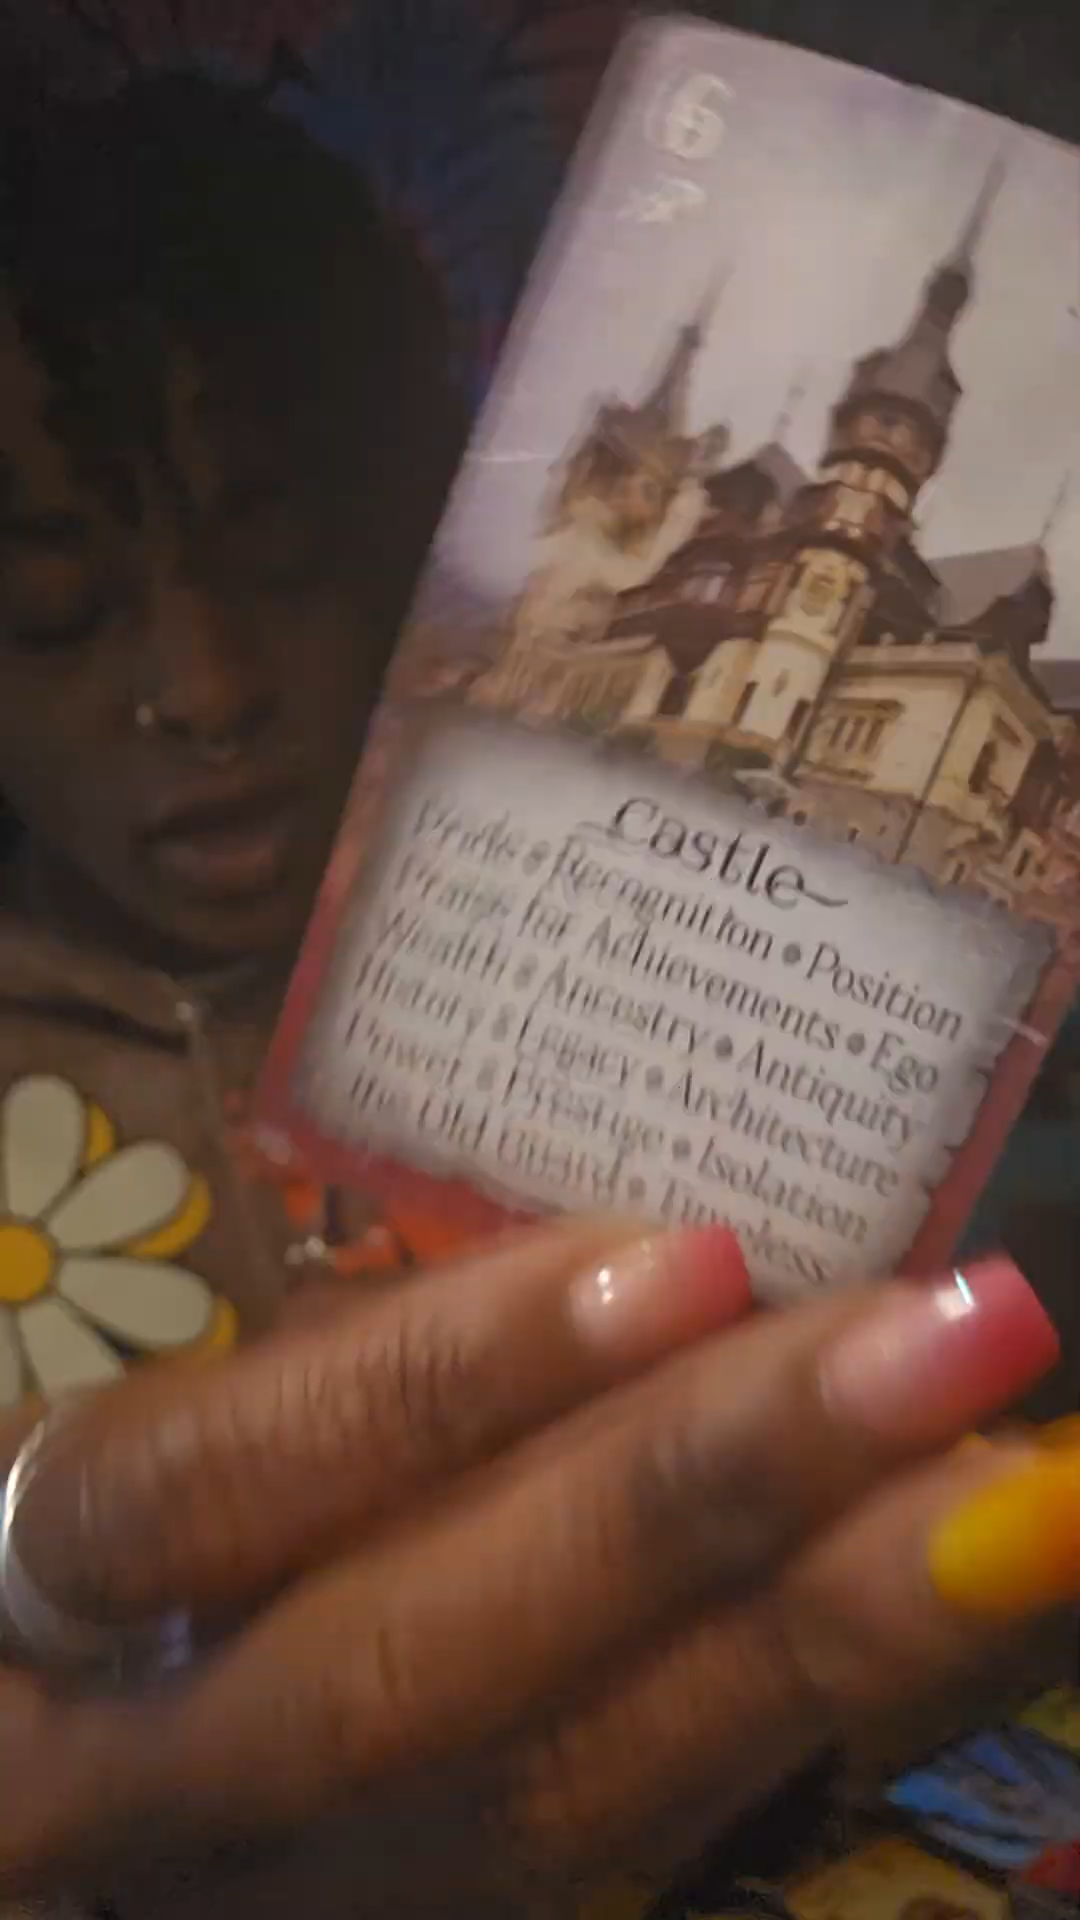 6
Castle
Pride • Recognition • Position
Praise for Achievements • Ego
Wealth • Ancestry • Antiquity
History • Legacy • Architecture
Power • Prestige • Isolation
The Old Guard • Timeless